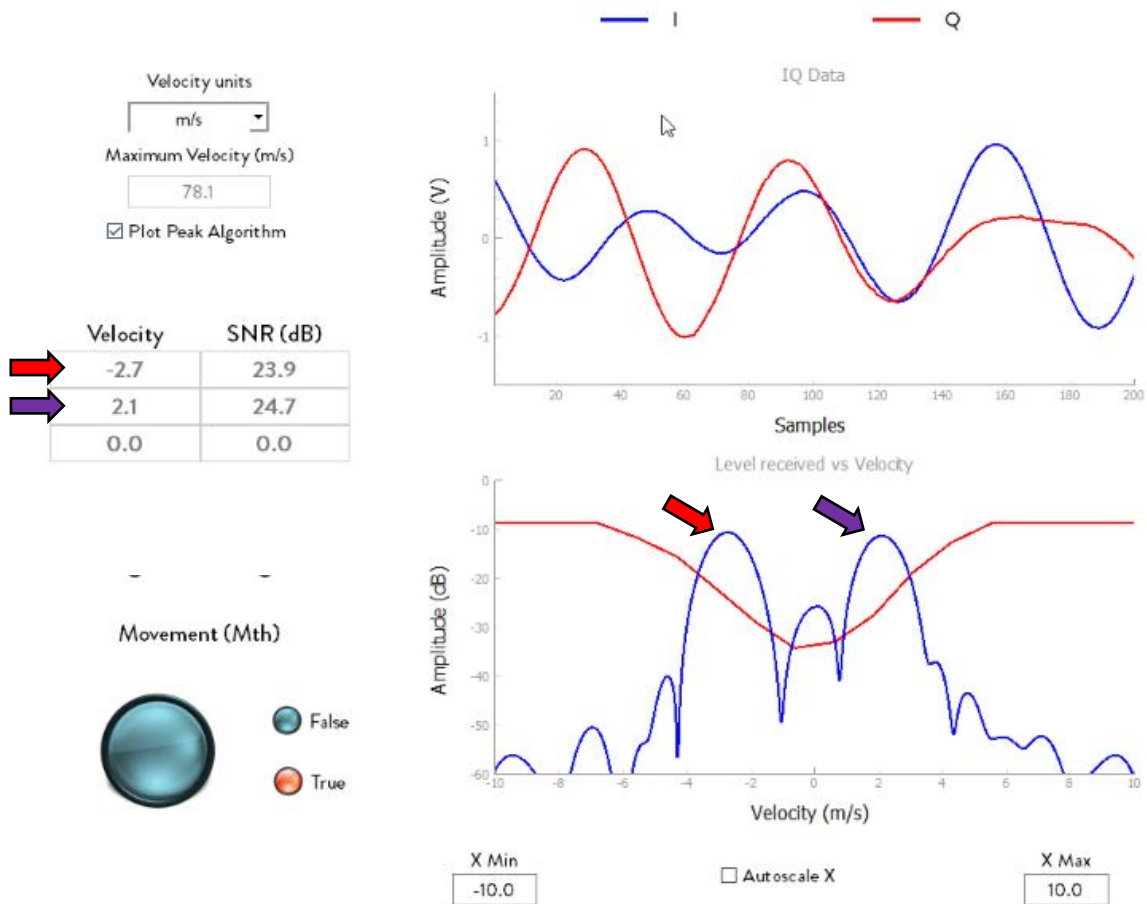 I Q
Velocity units
m/s
Maximum Velocity (m/s)
78.1
Plot Peak Algorithm
Velocity SNR (dB)
-2.7 23.9
2.1 24.7
0.0 0.0
Movement (Mth)
False
True
IQ Data
Amplitude (V)
1
0
-1
20 40 60 80 100 120 140 160 180 200
Samples
Level received vs Velocity
Amplitude (dB)
0
-10
-20
-30
-40
-50
-60
-10 -8 -6 -4 -2 0 2 4 6 8 10
Velocity (m/s)
X Min
-10.0
Autoscale X
X Max
10.0